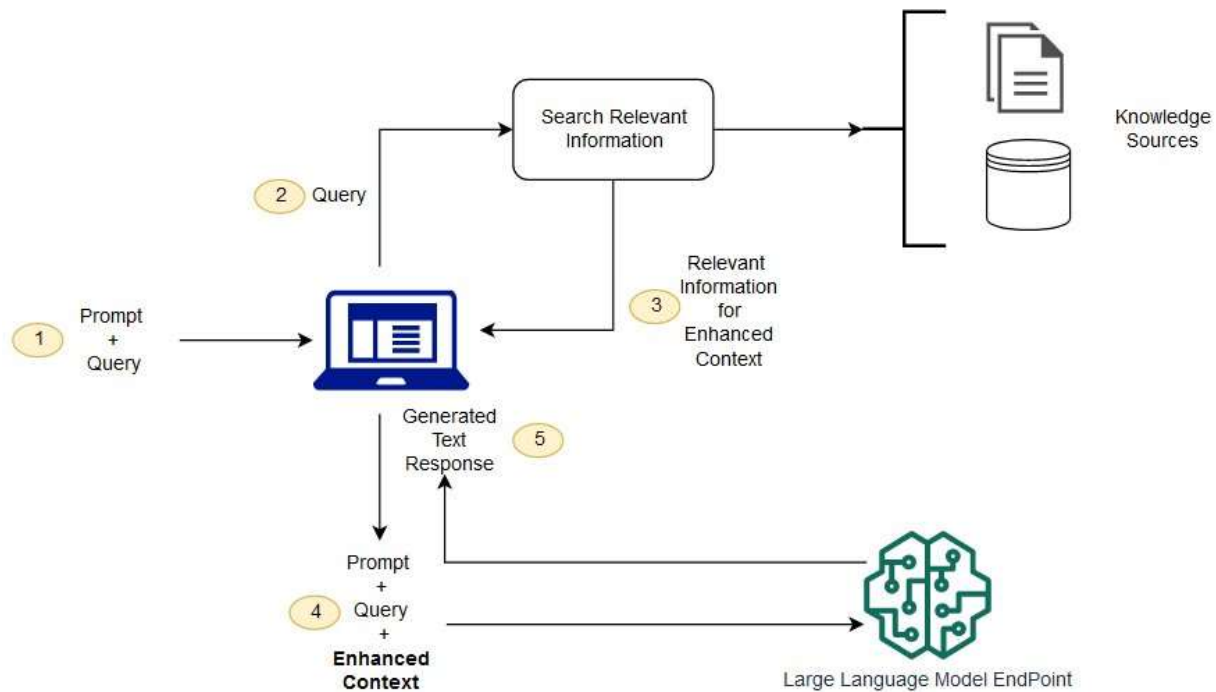 Search Relevant
Information
Knowledge
Sources
2
Query
3
Relevant
Information
for
Enhanced
Context
1
Prompt
+
Query
Generated
Text
Response
5
4
Prompt
+
Query
+
Enhanced
Context
Large Language Model EndPoint